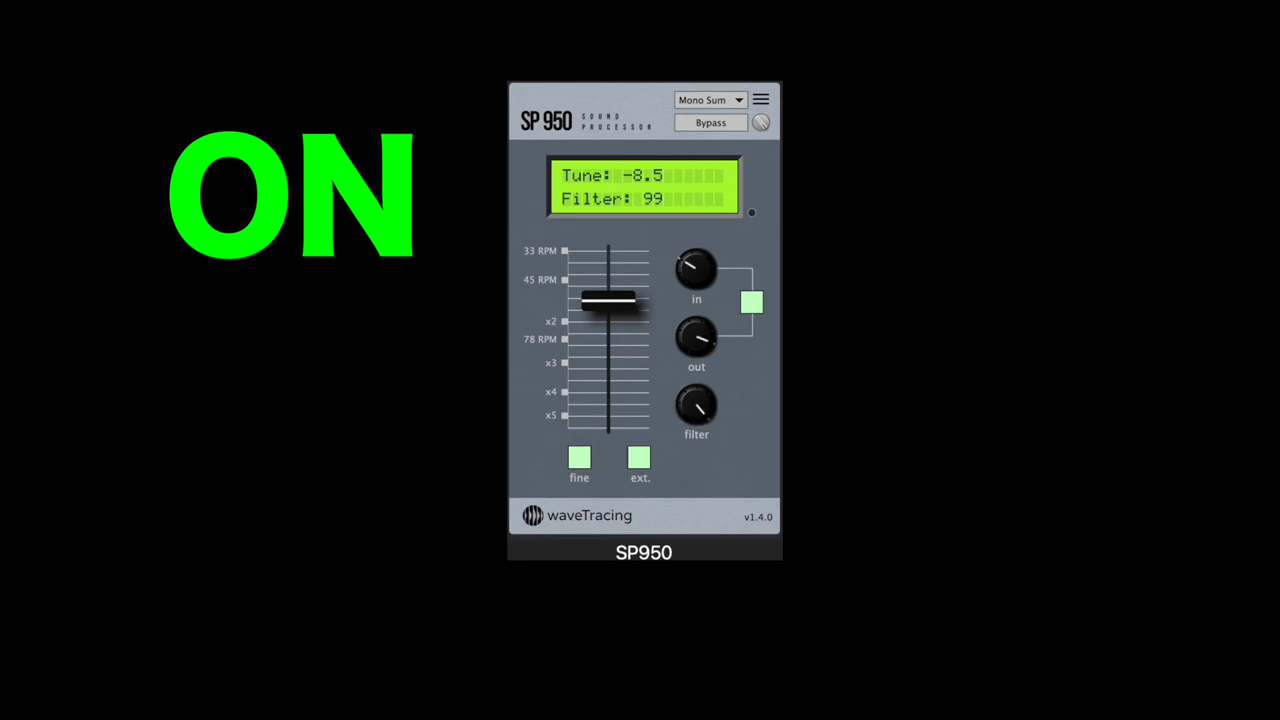 ON
Mono Sum
SP 950 SOUND
PROCESSOR
Bypass
Tune: -8.5
Filter: 99
33 RPM
45 RPM
in
x2
78 RPM
x3
out
x4
x5
filter
fine
ext.
waveTracing
v1.4.0
SP950